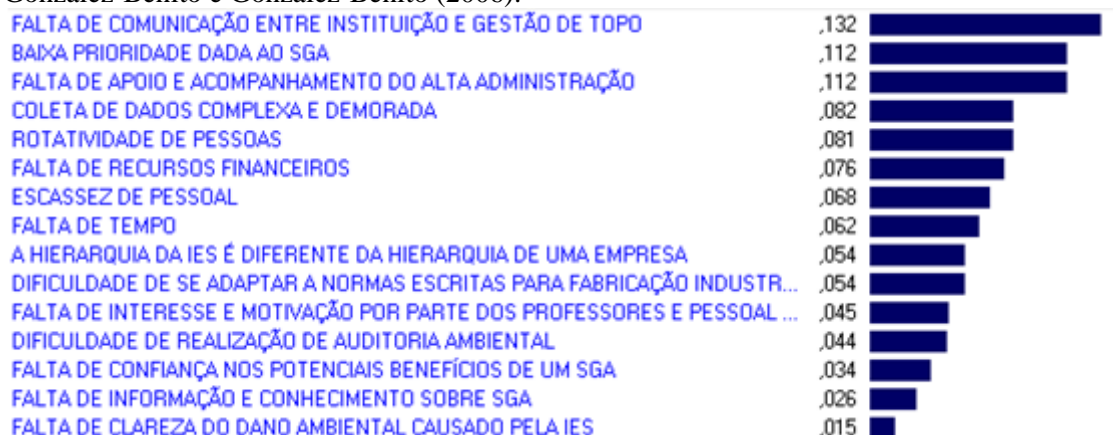 González-Benito e González-Benito (2008).
FALTA DE COMUNICAÇÃO ENTRE INSTITUIÇÃO E GESTÃO DE TOPO ,132
BAIXA PRIORIDADE DADA AO SGA ,112
FALTA DE APOIO E ACOMPANHAMENTO DO ALTA ADMINISTRAÇÃO ,112
COLETA DE DADOS COMPLEXA E DEMORADA ,082
ROTATIVIDADE DE PESSOAS ,081
FALTA DE RECURSOS FINANCEIROS ,076
ESCASSEZ DE PESSOAL ,068
FALTA DE TEMPO ,062
A HIERARQUIA DA IES É DIFERENTE DA HIERARQUIA DE UMA EMPRESA ,054
DIFICULDADE DE SE ADAPTAR A NORMAS ESCRITAS PARA FABRICAÇÃO INDUSTR... ,054
FALTA DE INTERESSE E MOTIVAÇÃO POR PARTE DOS PROFESSORES E PESSOAL ... ,045
DIFICULDADE DE REALIZAÇÃO DE AUDITORIA AMBIENTAL ,044
FALTA DE CONFIANÇA NOS POTENCIAIS BENEFÍCIOS DE UM SGA ,034
FALTA DE INFORMAÇÃO E CONHECIMENTO SOBRE SGA ,026
FALTA DE CLAREZA DO DANO AMBIENTAL CAUSADO PELA IES ,015